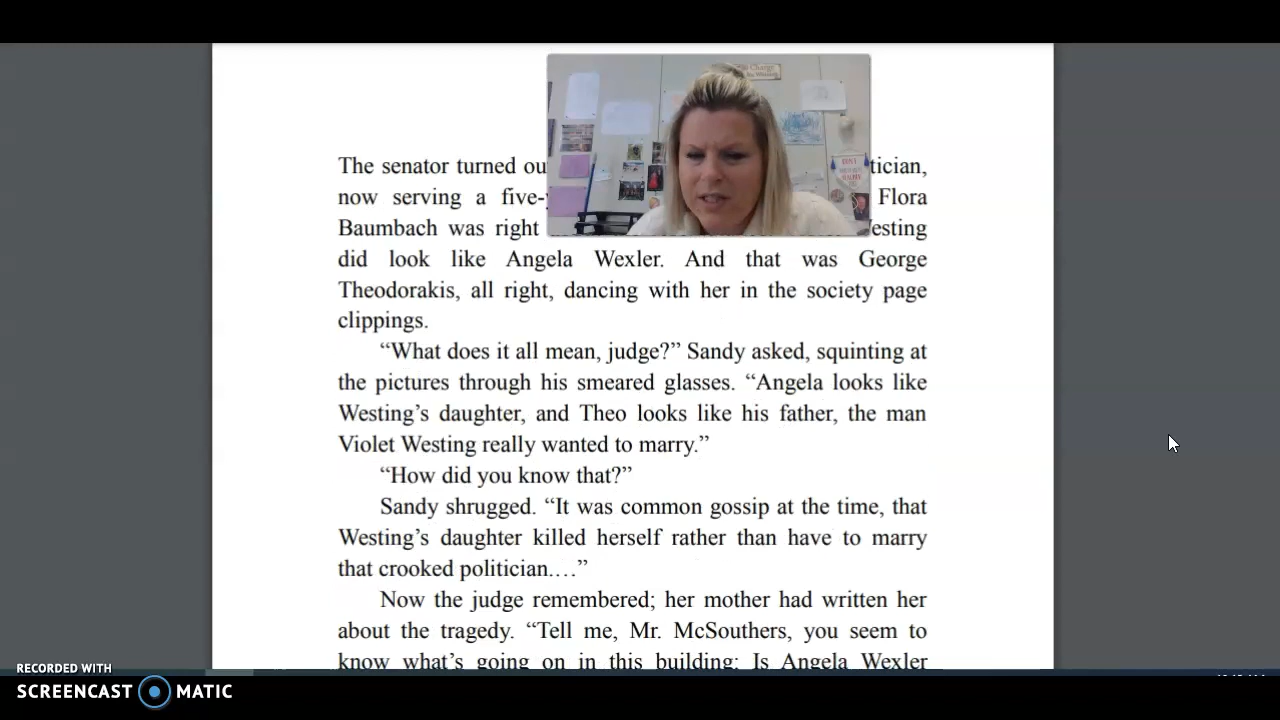 The senator turned ou tician,
now serving a five- Flora
Baumbach was right esting
did look like Angela Wexler. And that was George
Theodorakis, all right, dancing with her in the society page
clippings.
“What does it all mean, judge?” Sandy asked, squinting at
the pictures through his smeared glasses. “Angela looks like
Westing’s daughter, and Theo looks like his father, the man
Violet Westing really wanted to marry.”
“How did you know that?”
Sandy shrugged. “It was common gossip at the time, that
Westing’s daughter killed herself rather than have to marry
that crooked politician.…”
Now the judge remembered; her mother had written her
about the tragedy. “Tell me, Mr. McSouthers, you seem to
know what’s going on in this building: Is Angela Wexler
RECORDED WITH
SCREENCAST MATIC